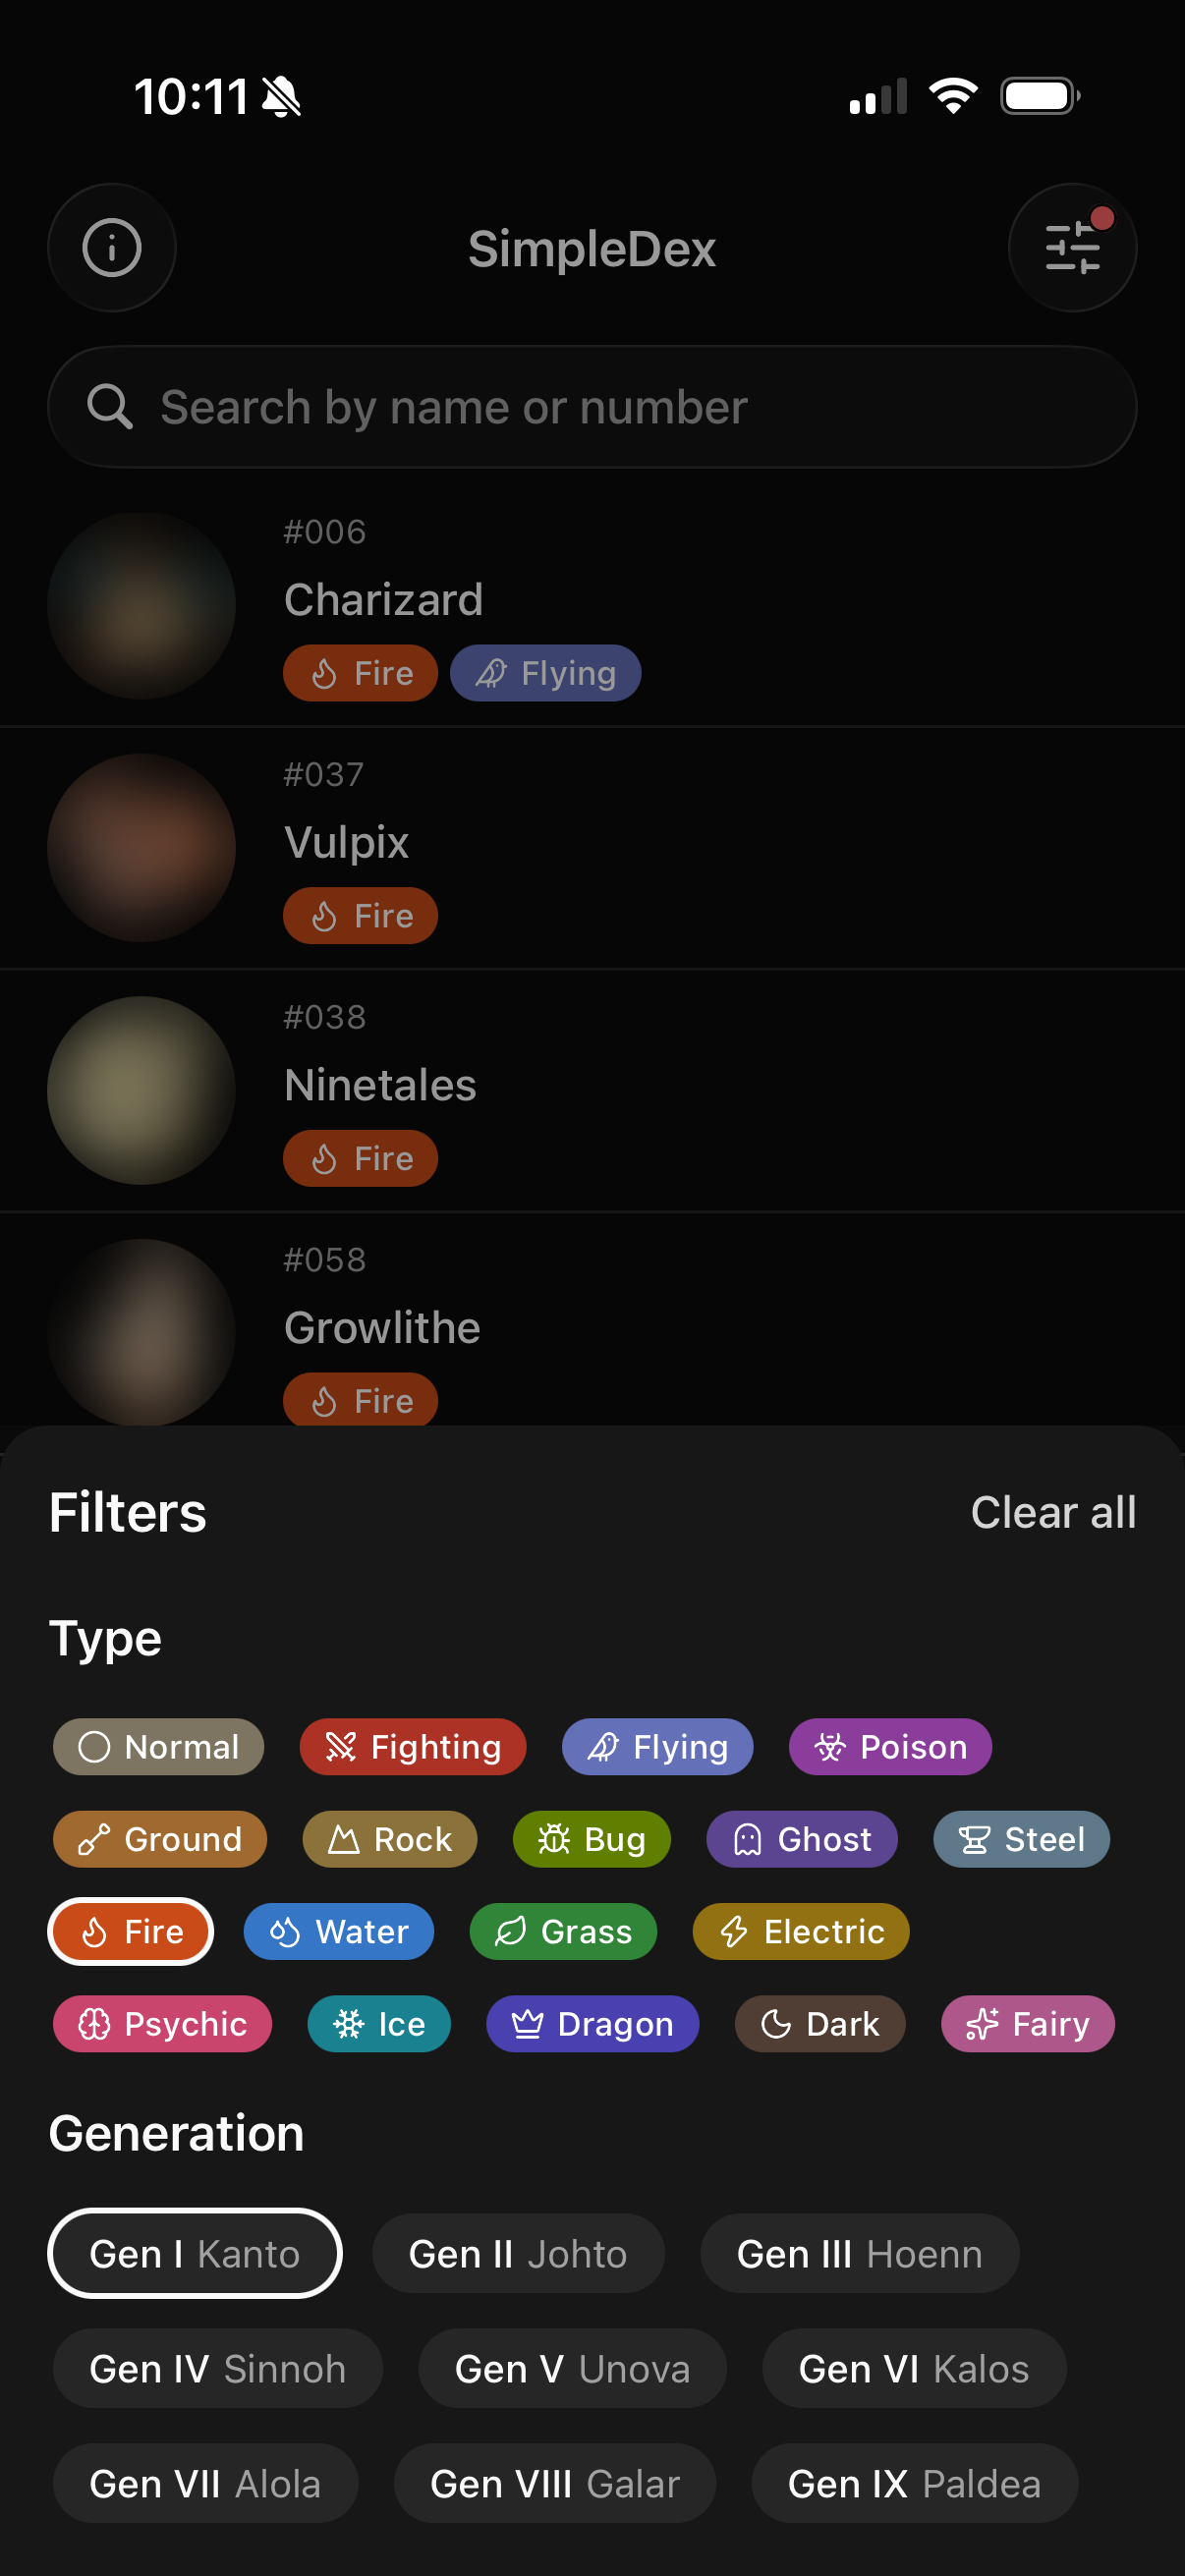 10:11
SimpleDex
Search by name or number
#006
Charizard
Fire Flying
#037
Vulpix
Fire
#038
Ninetales
Fire
#058
Growlithe
Fire
Filters Clear all
Type
Normal Fighting Flying Poison
Ground Rock Bug Ghost Steel
Fire Water Grass Electric
Psychic Ice Dragon Dark Fairy
Generation
Gen I Kanto Gen II Johto Gen III Hoenn
Gen IV Sinnoh Gen V Unova Gen VI Kalos
Gen VII Alola Gen VIII Galar Gen IX Paldea